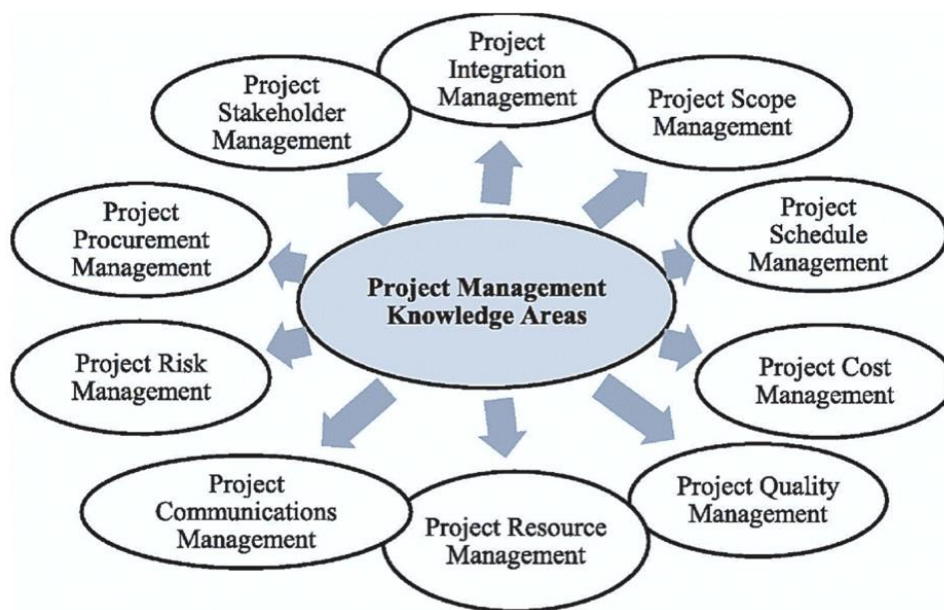 Project
Integration
Management
Project Scope
Management
Project
Schedule
Management
Project Cost
Management
Project Quality
Management
Project Resource
Management
Project
Communications
Management
Project Risk
Management
Project
Procurement
Management
Project
Stakeholder
Management
Project Management
Knowledge Areas